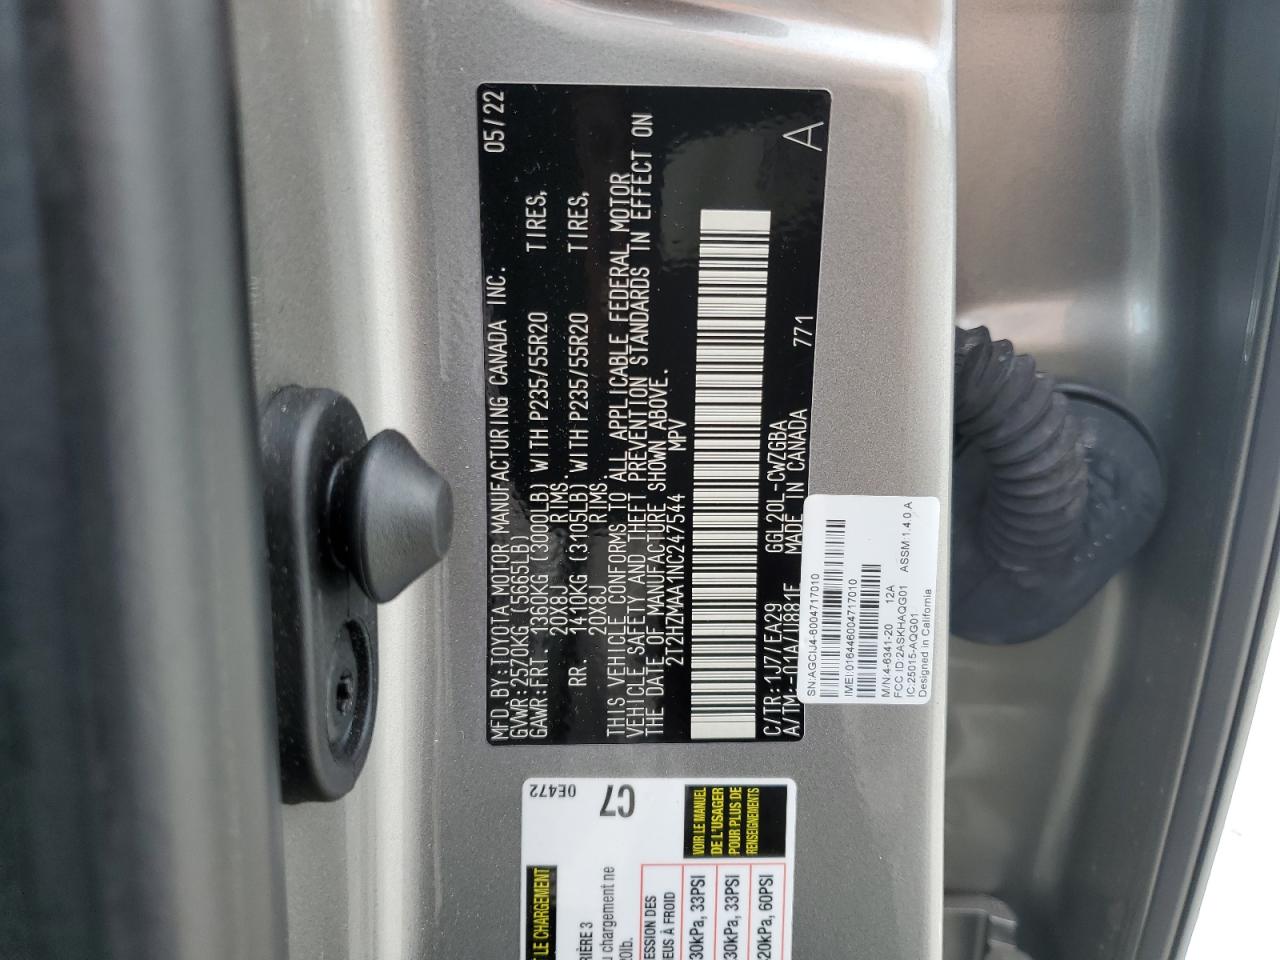 MFD. BY: TOYOTA MOTOR MANUFACTURING CANADA INC. 05/22
GVWR: 2570KG (5665LB)
GAWR: FRT. 1360KG (3000LB) WITH P235/55R20 TIRES,
20X8J RIMS.
RR. 1410KG (3105LB) WITH P235/55R20 TIRES,
20X8J RIMS.
THIS VEHICLE CONFORMS TO ALL APPLICABLE FEDERAL MOTOR
VEHICLE SAFETY AND THEFT PREVENTION STANDARDS IN EFFECT ON
THE DATE OF MANUFACTURE SHOWN ABOVE.
2T2HZMAA1NC247544 MPV
C/TR: 1J7/EA29 GGL20L-CWZGBA 771 A
A/TM: -01A/U881F MADE IN CANADA
SN:AGCIJ4-6004717010
IMEI:016446004717010
M/N:4-6341-20 12A
FCC ID:2ASKHAQG01 ASSM:1.4.0.A
IC:25015-AQG01
Designed in California
0E472
C7
T LE CHARGEMENT
RIÈRE 3
u chargement ne
20lb.
ESSION DES
EUS À FROID
30kPa, 33PSI
30kPa, 33PSI
20kPa, 60PSI
VOIR LE MANUEL
DE L'USAGER
POUR PLUS DE
RENSEIGNEMENTS